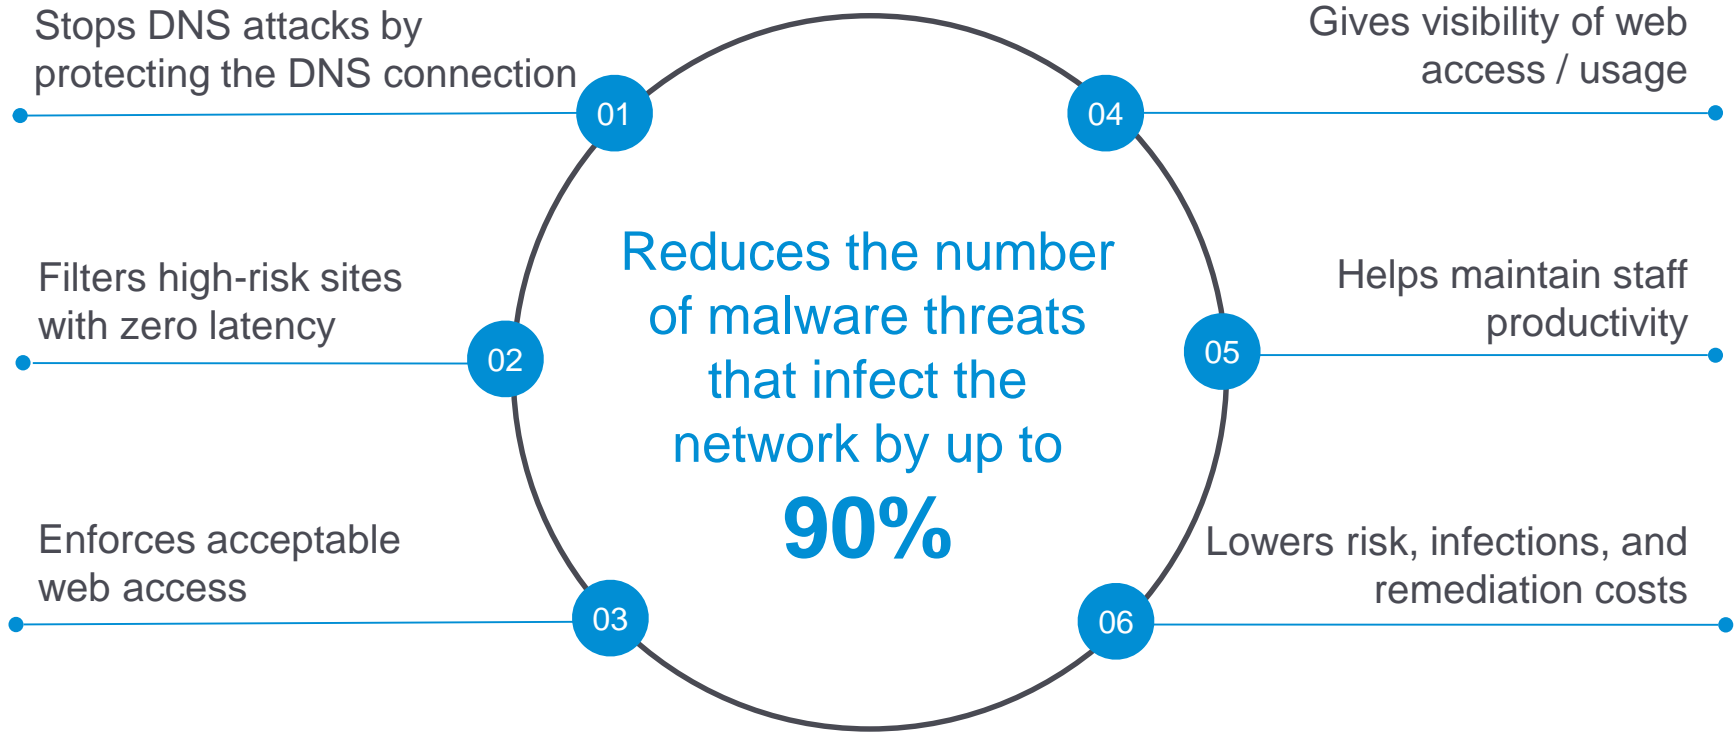 Stops DNS attacks by
protecting the DNS connection
01
Filters high-risk sites
with zero latency
02
Enforces acceptable
web access
03
Reduces the number
of malware threats
that infect the
network by up to
90%
Gives visibility of web
access / usage
04
Helps maintain staff
productivity
05
Lowers risk, infections, and
remediation costs
06